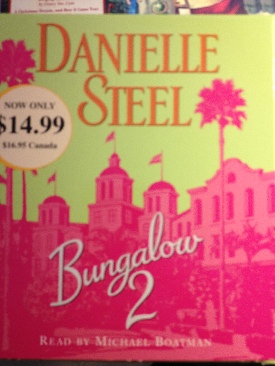 DANIELLE
STEEL
NOW ONLY
$14.99
$16.95 Canada
Bungalow
2
READ BY MICHAEL BOATMAN